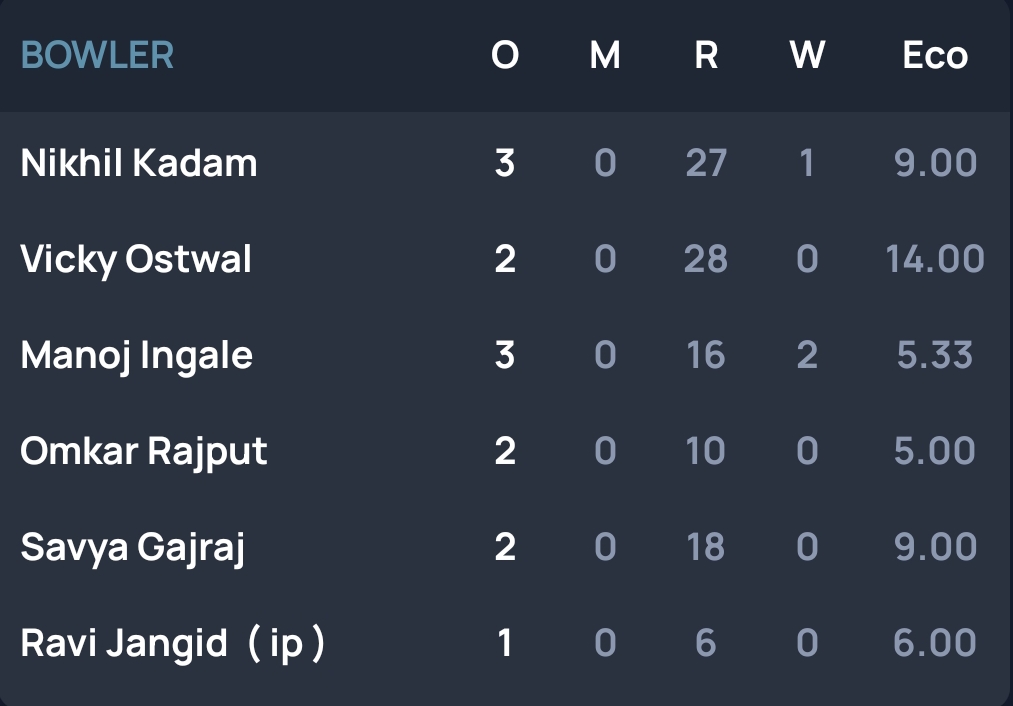 BOWLER O M R W Eco
Nikhil Kadam 3 0 27 1 9.00
Vicky Ostwal 2 0 28 0 14.00
Manoj Ingale 3 0 16 2 5.33
Omkar Rajput 2 0 10 0 5.00
Savya Gajraj 2 0 18 0 9.00
Ravi Jangid ( ip ) 1 0 6 0 6.00